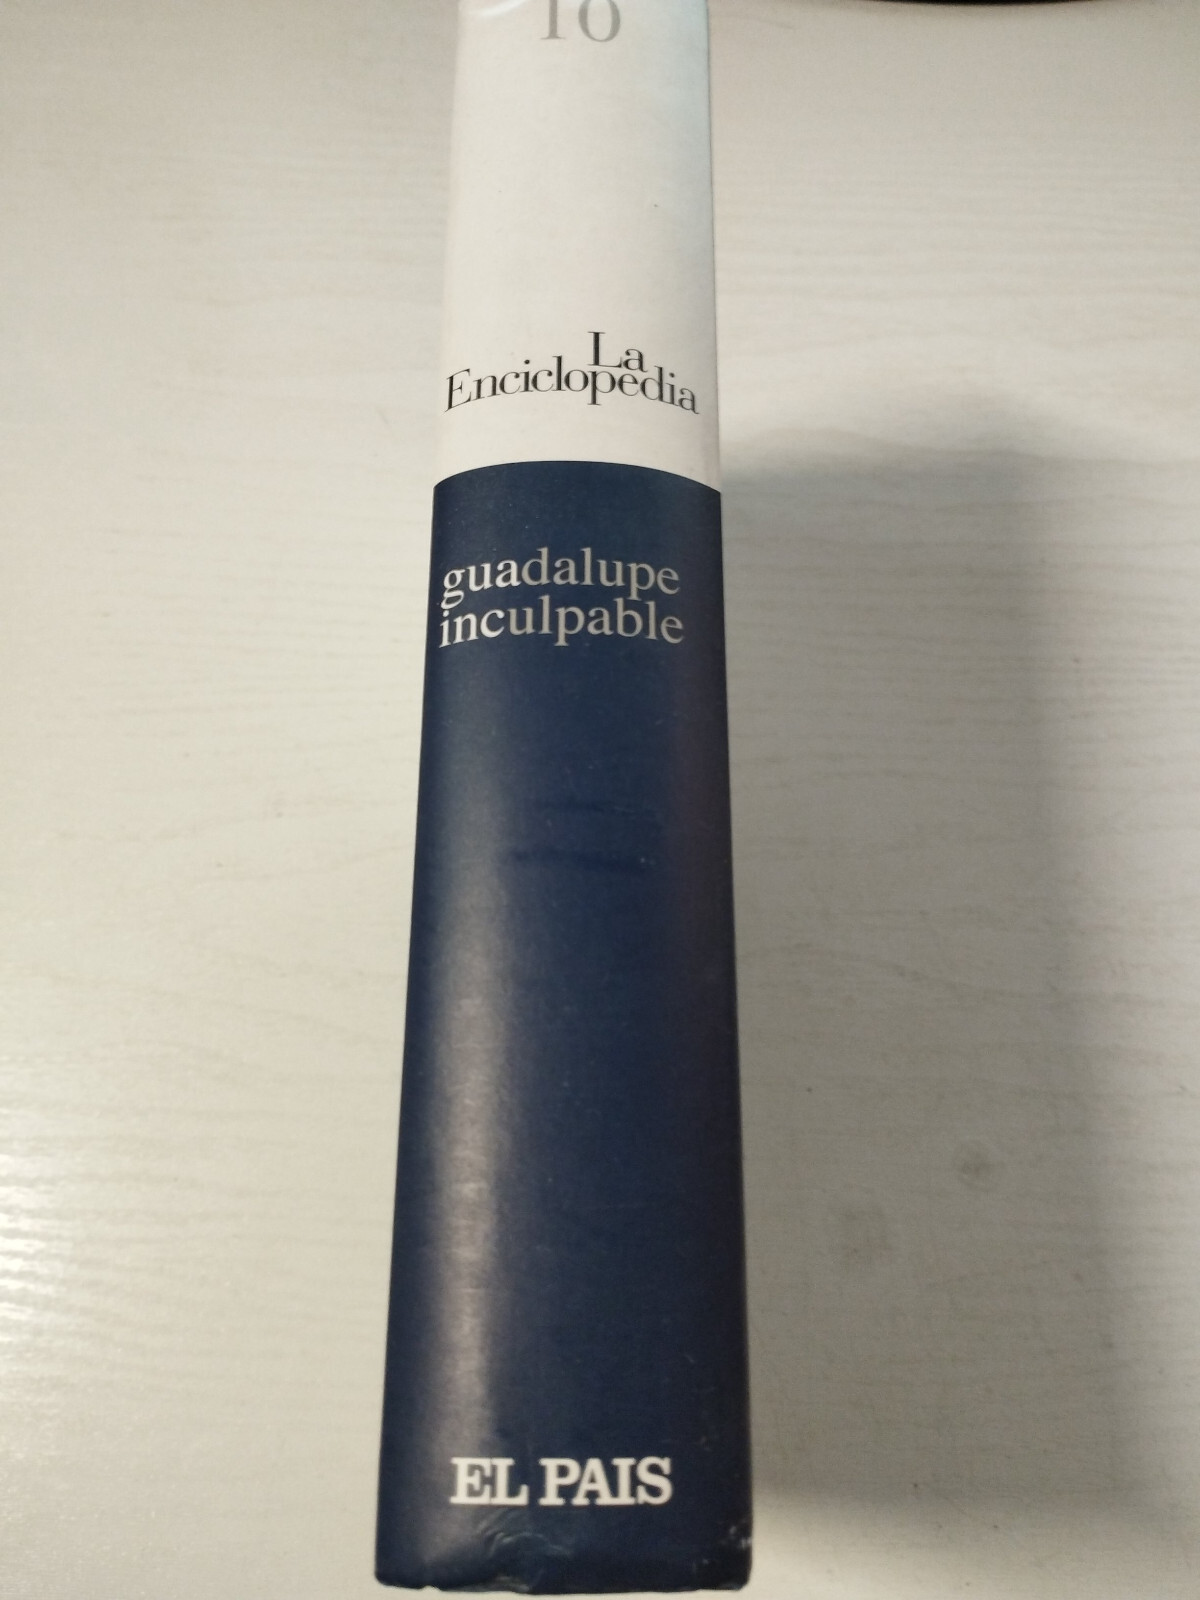 10
La
Enciclopedia
guadalupe
inculpable
EL PAIS